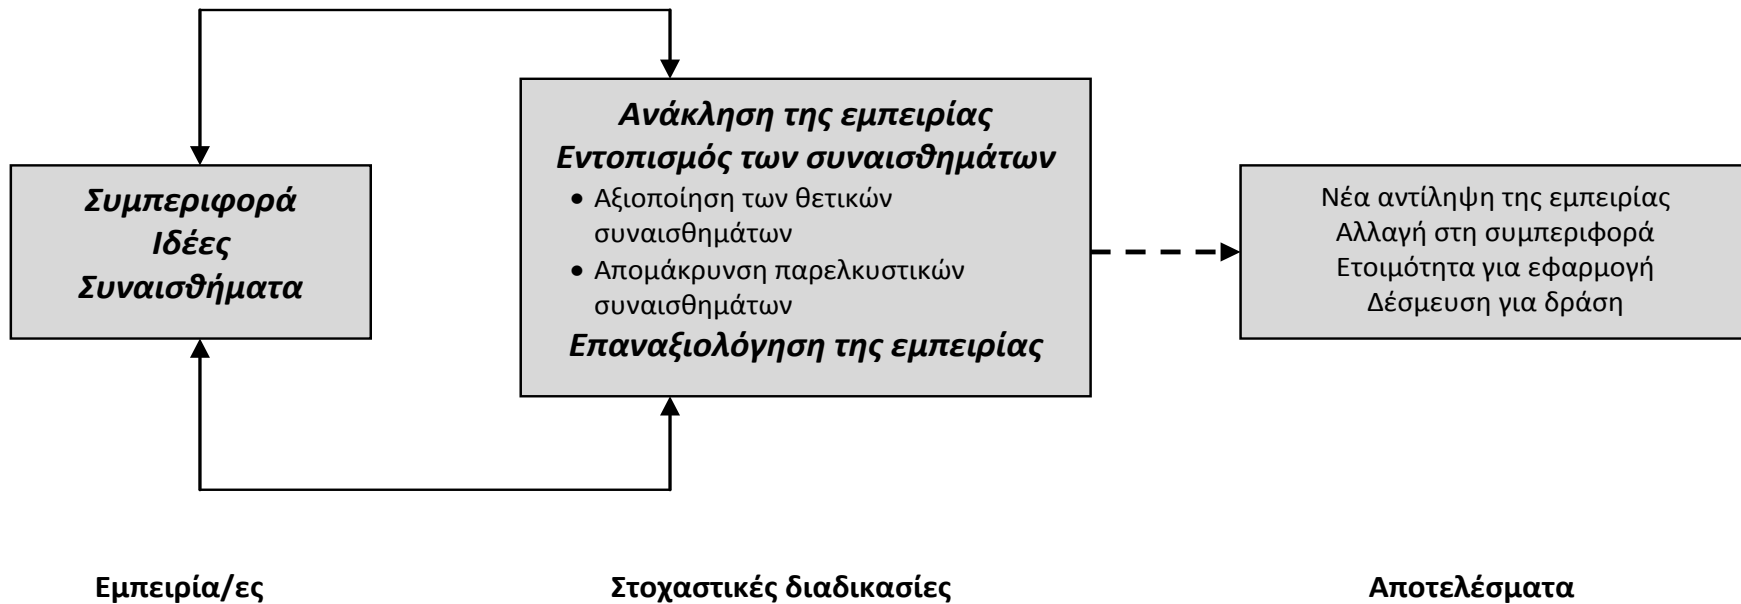 Συμπεριφορά
Ιδέες
Συναισθήματα
Ανάκληση της εμπειρίας
Εντοπισμός των συναισθημάτων
• Αξιοποίηση των θετικών
συναισθημάτων
• Απομάκρυνση παρελκυστικών
συναισθημάτων
Επαναξιολόγηση της εμπειρίας
Νέα αντίληψη της εμπειρίας
Αλλαγή στη συμπεριφορά
Ετοιμότητα για εφαρμογή
Δέσμευση για δράση
Εμπειρία/ες
Στοχαστικές διαδικασίες
Αποτελέσματα